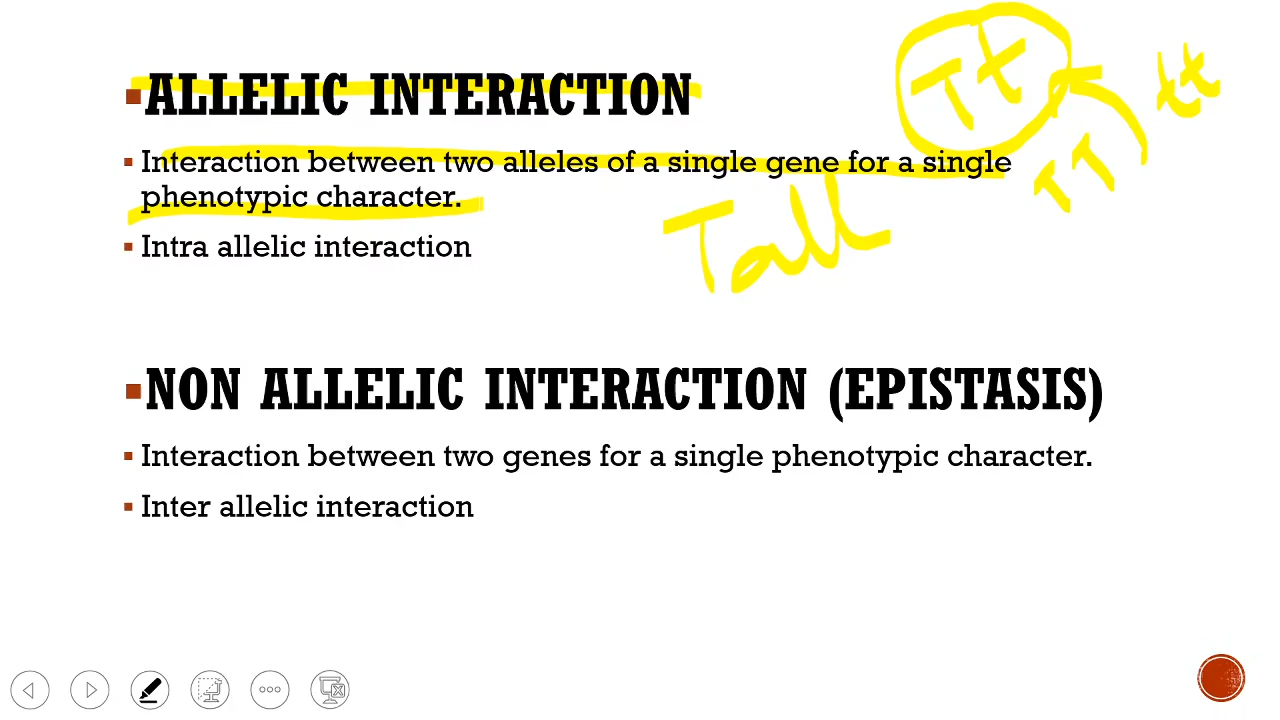 ALLELIC INTERACTION
Tt
tt
TT
Interaction between two alleles of a single gene for a single
phenotypic character.
Tall
Intra allelic interaction
NON ALLELIC INTERACTION (EPISTASIS)
Interaction between two genes for a single phenotypic character.
Inter allelic interaction